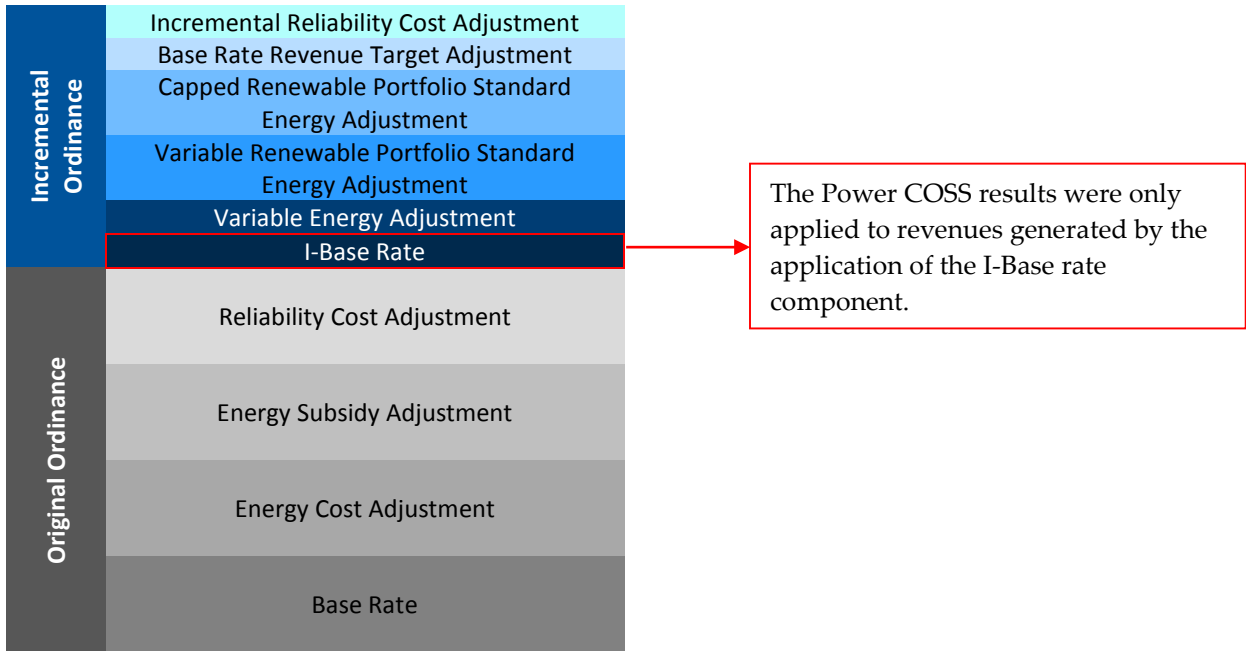 Incremental
Ordinance
Incremental Reliability Cost Adjustment
Base Rate Revenue Target Adjustment
Capped Renewable Portfolio Standard
Energy Adjustment
Variable Renewable Portfolio Standard
Energy Adjustment
Variable Energy Adjustment
I-Base Rate
The Power COSS results were only
applied to revenues generated by the
application of the I-Base rate
component.
Original Ordinance
Reliability Cost Adjustment
Energy Subsidy Adjustment
Energy Cost Adjustment
Base Rate